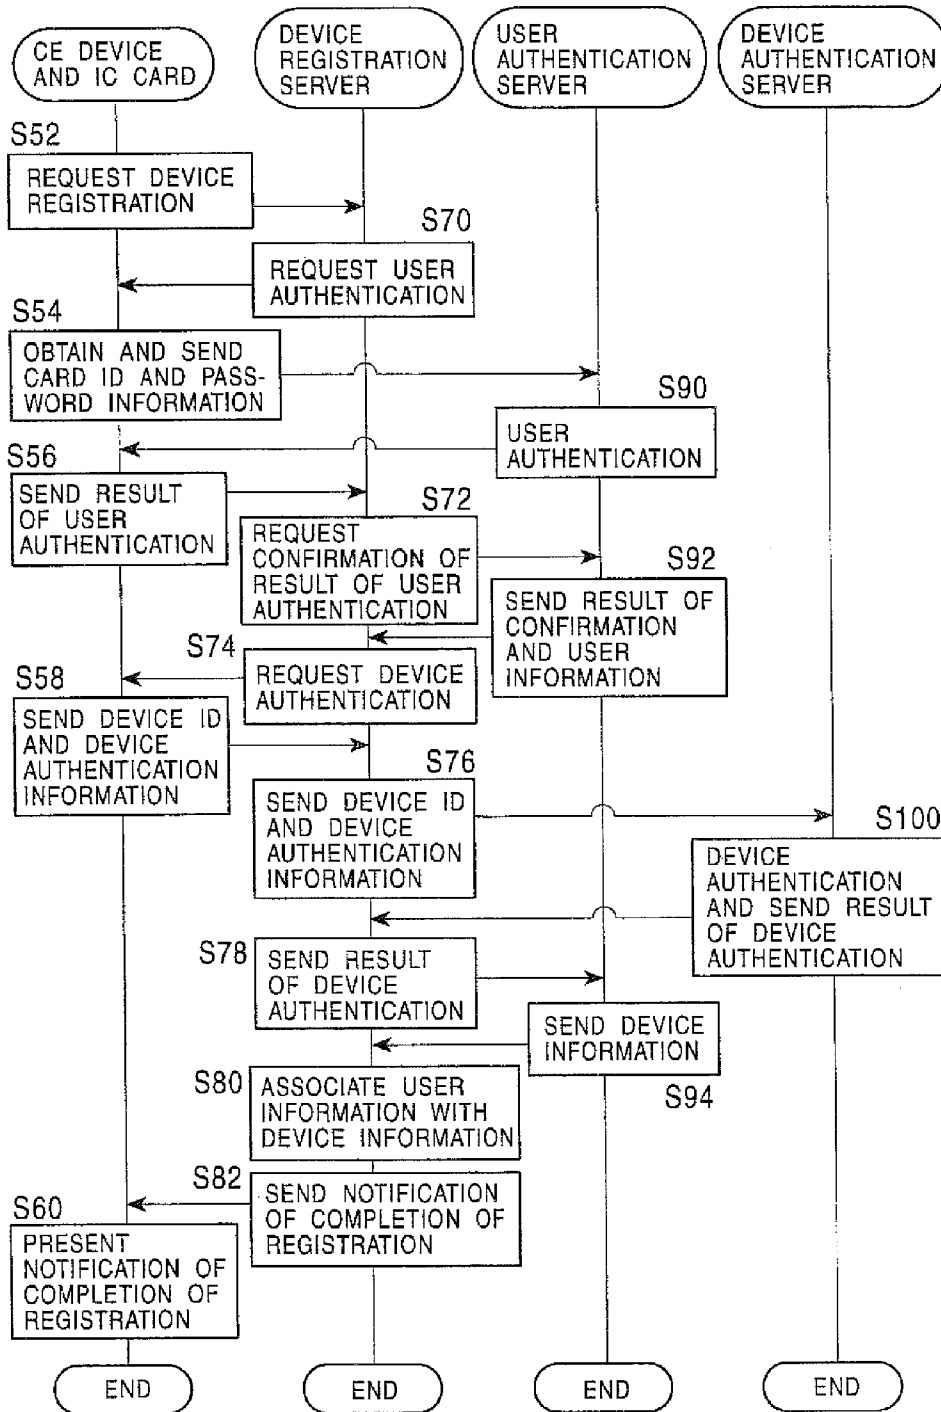 CE DEVICE
AND IC CARD
DEVICE
REGISTRATION
SERVER
USER
AUTHENTICATION
SERVER
DEVICE
AUTHENTICATION
SERVER
S52
REQUEST DEVICE
REGISTRATION
S70
REQUEST USER
AUTHENTICATION
S54
OBTAIN AND SEND
CARD ID AND PASS-
WORD INFORMATION
S90
USER
AUTHENTICATION
S56
SEND RESULT
OF USER
AUTHENTICATION
S72
REQUEST
CONFIRMATION OF
RESULT OF USER
AUTHENTICATION
S92
SEND RESULT OF
CONFIRMATION
AND USER
INFORMATION
S74
REQUEST DEVICE
AUTHENTICATION
S58
SEND DEVICE ID
AND DEVICE
AUTHENTICATION
INFORMATION
S76
SEND DEVICE ID
AND DEVICE
AUTHENTICATION
INFORMATION
S100
DEVICE
AUTHENTICATION
AND SEND RESULT
OF DEVICE
AUTHENTICATION
S78
SEND RESULT
OF DEVICE
AUTHENTICATION
SEND DEVICE
INFORMATION
S94
S80
ASSOCIATE USER
INFORMATION WITH
DEVICE INFORMATION
S82
SEND NOTIFICATION
OF COMPLETION OF
REGISTRATION
S60
PRESENT
NOTIFICATION OF
COMPLETION OF
REGISTRATION
END
END
END
END